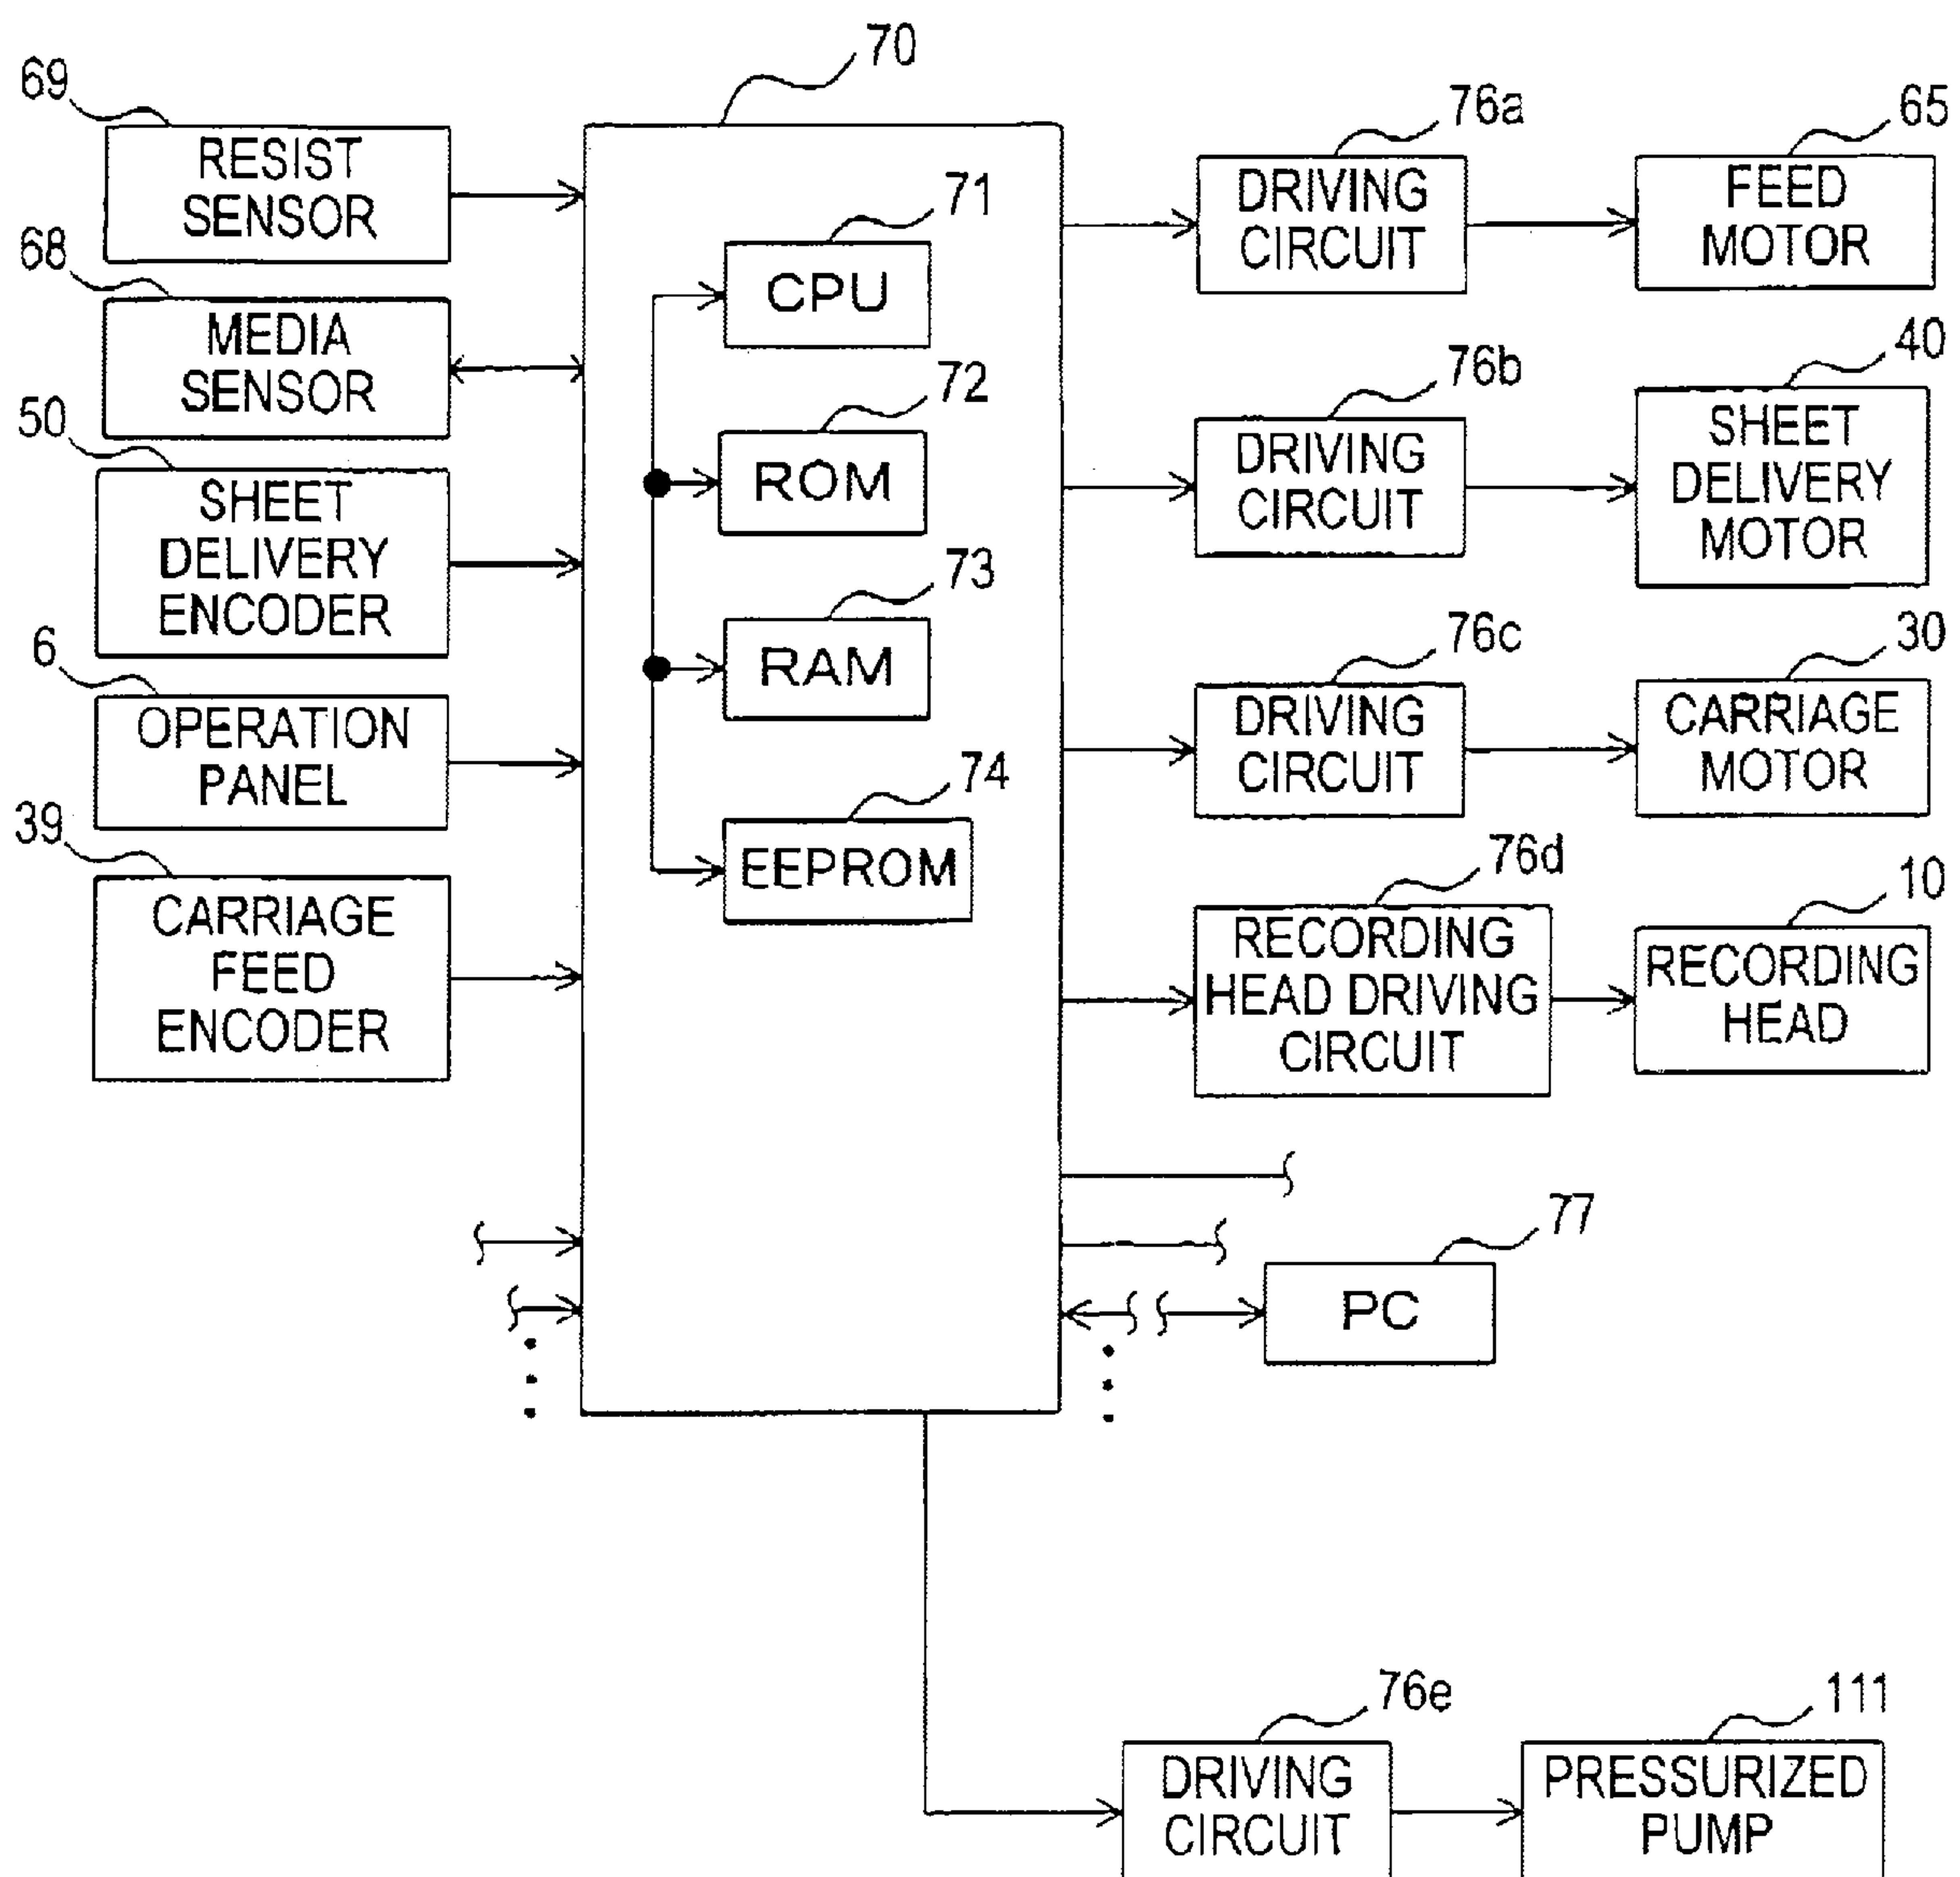 70
69
RESIST
SENSOR
68
MEDIA
SENSOR
50
SHEET
DELIVERY
ENCODER
6
OPERATION
PANEL
39
CARRIAGE
FEED
ENCODER
71
CPU
72
ROM
73
RAM
74
EEPROM
76a
DRIVING
CIRCUIT
65
FEED
MOTOR
76b
DRIVING
CIRCUIT
40
SHEET
DELIVERY
MOTOR
76c
DRIVING
CIRCUIT
30
CARRIAGE
MOTOR
76d
RECORDING
HEAD DRIVING
CIRCUIT
10
RECORDING
HEAD
77
PC
76e
DRIVING
CIRCUIT
111
PRESSURIZED
PUMP